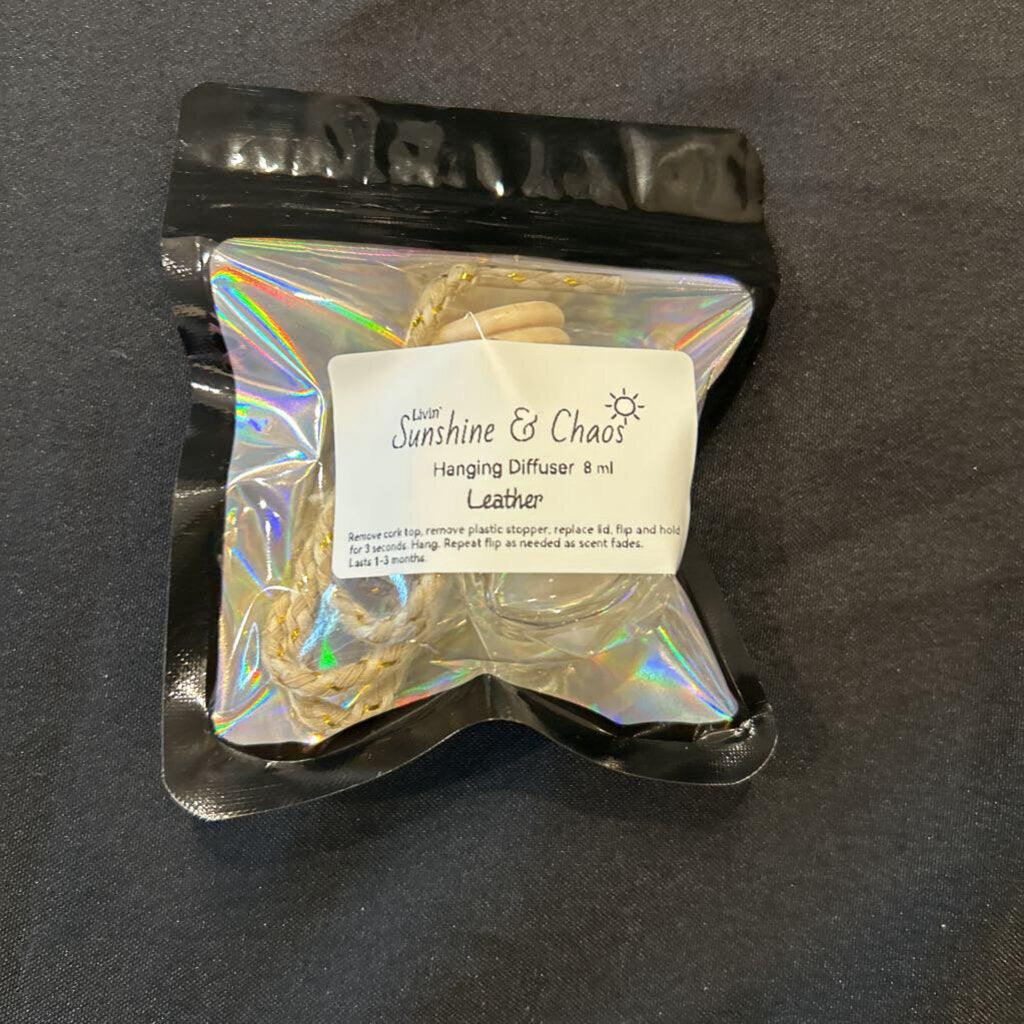 Livin'
Sunshine & Chaos
Hanging Diffuser 8 ml
Leather
Remove cork top, remove plastic stopper, replace lid, flip and hold
for 3 seconds. Hang. Repeat flip as needed as scent fades.
Lasts 1-3 months.